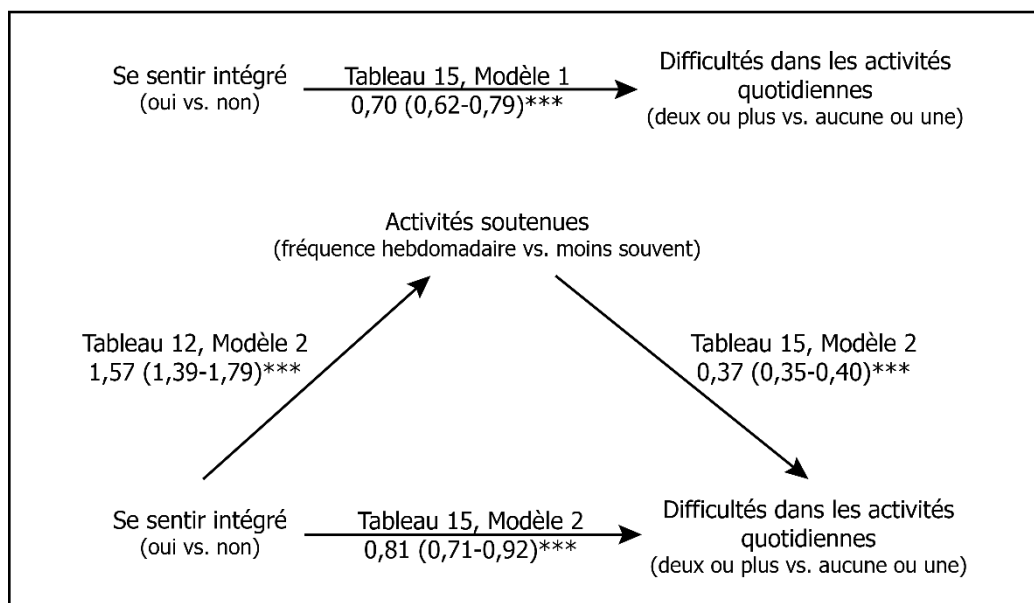 Se sentir intégré
(oui vs. non)
Tableau 15, Modèle 1
0,70 (0,62-0,79)***
Difficultés dans les activités
quotidiennes
(deux ou plus vs. aucune ou une)
Activités soutenues
(fréquence hebdomadaire vs. moins souvent)
Tableau 12, Modèle 2
1,57 (1,39-1,79)***
Tableau 15, Modèle 2
0,37 (0,35-0,40)***
Se sentir intégré
(oui vs. non)
Tableau 15, Modèle 2
0,81 (0,71-0,92)***
Difficultés dans les activités
quotidiennes
(deux ou plus vs. aucune ou une)